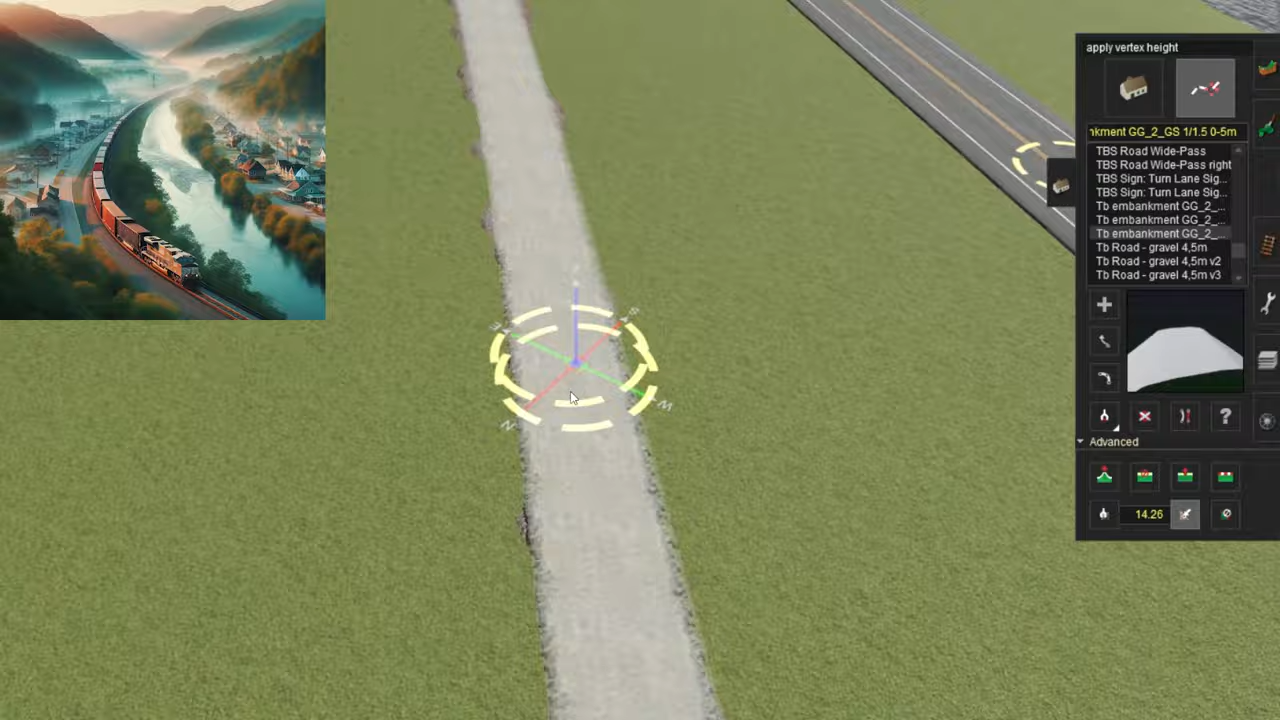 apply vertex height
nkment GG_2_GS 1/1.5 0-5m
TBS Road Wide-Pass
TBS Road Wide-Pass right
TBS Sign: Turn Lane Sig...
TBS Sign: Turn Lane Sig...
Tb embankment GG_2_...
Tb embankment GG_2_...
Tb embankment GG_2_...
Tb Road - gravel 4,5m
Tb Road - gravel 4,5m v2
Tb Road - gravel 4,5m v3
?
Advanced
14.26
E
S
N
W